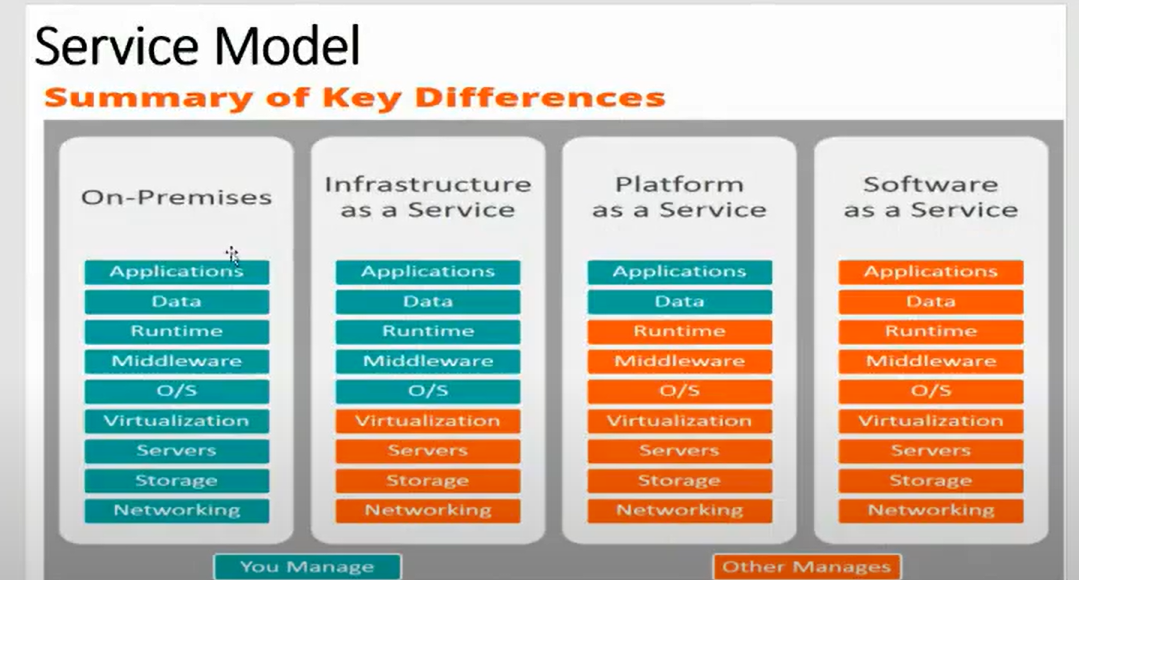 Service Model
Summary of Key Differences
On-Premises
Applications
Data
Runtime
Middleware
O/S
Virtualization
Servers
Storage
Networking
Infrastructure
as a Service
Applications
Data
Runtime
Middleware
O/S
Virtualization
Servers
Storage
Networking
Platform
as a Service
Applications
Data
Runtime
Middleware
O/S
Virtualization
Servers
Storage
Networking
Software
as a Service
Applications
Data
Runtime
Middleware
O/S
Virtualization
Servers
Storage
Networking
You Manage
Other Manages